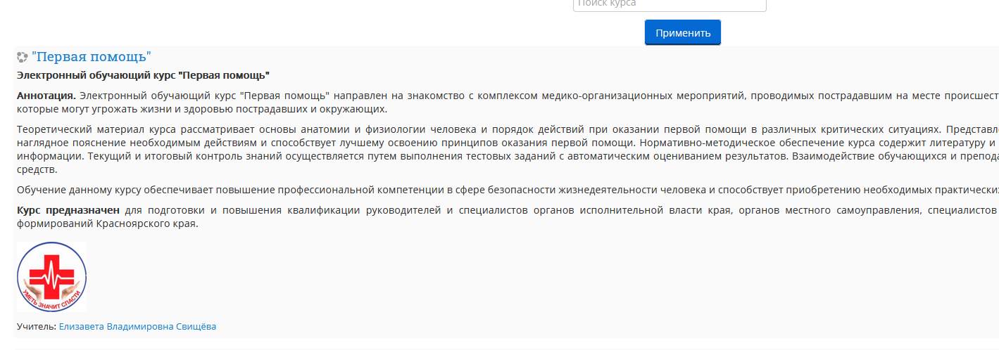 Поиск курса
Применить
"Первая помощь"
Электронный обучающий курс "Первая помощь"
Аннотация. Электронный обучающий курс "Первая помощь" направлен на знакомство с комплексом медико-организационных мероприятий, проводимых пострадавшим на месте происшест
которые могут угрожать жизни и здоровью пострадавших и окружающих.
Теоретический материал курса рассматривает основы анатомии и физиологии человека и порядок действий при оказании первой помощи в различных критических ситуациях. Представл
наглядное пояснение необходимым действиям и способствует лучшему освоению принципов оказания первой помощи. Нормативно-методическое обеспечение курса содержит литературу и
информации. Текущий и итоговый контроль знаний осуществляется путем выполнения тестовых заданий с автоматическим оцениванием результатов. Взаимодействие обучающихся и препода
средств.
Обучение данному курсу обеспечивает повышение профессиональной компетенции в сфере безопасности жизнедеятельности человека и способствует приобретению необходимых практически
Курс предназначен для подготовки и повышения квалификации руководителей и специалистов органов исполнительной власти края, органов местного самоуправления, специалистов
формирований Красноярского края.
УМЕТЬ ЗНАЧИТ СПАСТИ
Учитель: Елизавета Владимировна Свищёва